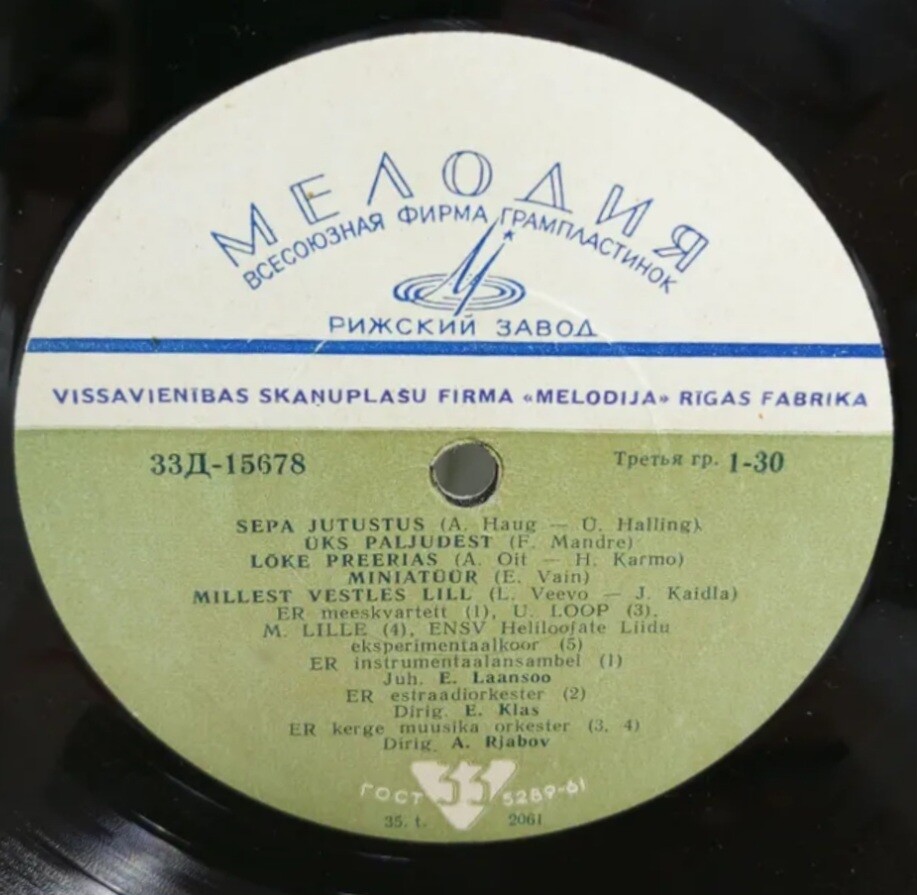 МЕЛОДИЯ
ВСЕСОЮЗНАЯ ФИРМА ГРАМПЛАСТИНОК
РИЖСКИЙ ЗАВОД
VISSAVIENĪBAS SKAŅUPLAŠU FIRMA «MELODIJA» RĪGAS FABRIKA
33Д-15678 Третья гр. 1-30
SEPA JUTUSTUS (A. Haug — O. Halling).
ÜKS PALJUDEST (F. Mandre)
LÕKE PREERIAS (A. Oit — H. Karmo)
MINIATÜÜR (E. Vain)
MILLEST VESTLES LILL (L. Veevo — J. Kaidla)
ER meeskvartett (1), U. LOOP (3).
M. LILLE (4), ENSV Heliloojate Liidu
eksperimentaalkoor (5)
ER instrumentaalansambel (1)
Juh. E. Laansoo
ER estraadiorkester (2)
Dirig. E. Klas
ER kerge muusika orkester (3, 4)
Dirig. A. Rjabov
ГОСТ 33 5289-61
35. t. 2061